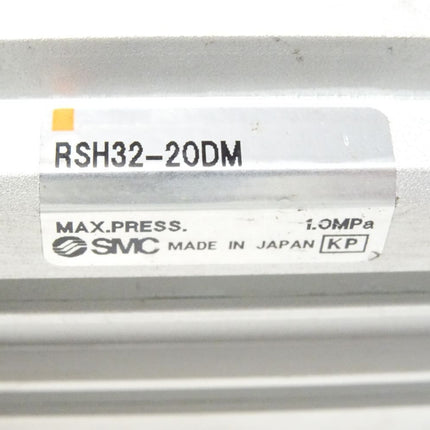 RSH32-20DM
MAX.PRESS. 1.0MPa
SMC MADE IN JAPAN KP